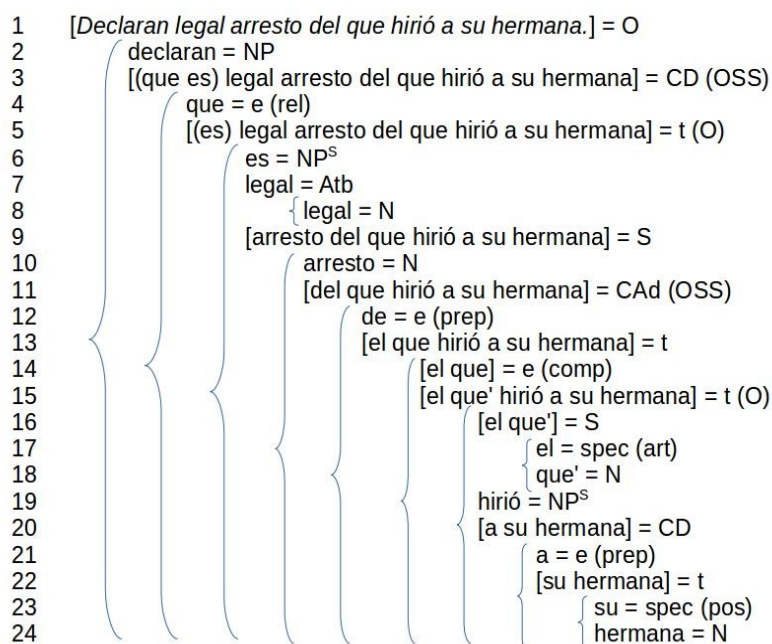 1 [Declaran legal arresto del que hirió a su hermana.] = O
2 declaran = NP
3 [(que es) legal arresto del que hirió a su hermana] = CD (OSS)
4 que = e (rel)
5 [(es) legal arresto del que hirió a su hermana] = t (O)
6 es = NPˢ
7 legal = Atb
8 legal = N
9 [arresto del que hirió a su hermana] = S
10 arresto = N
11 [del que hirió a su hermana] = CAd (OSS)
12 de = e (prep)
13 [el que hirió a su hermana] = t
14 [el que] = e (comp)
15 [el que' hirió a su hermana] = t (O)
16 [el que'] = S
17 el = spec (art)
18 que' = N
19 hirió = NPˢ
20 [a su hermana] = CD
21 a = e (prep)
22 [su hermana] = t
23 su = spec (pos)
24 hermana = N